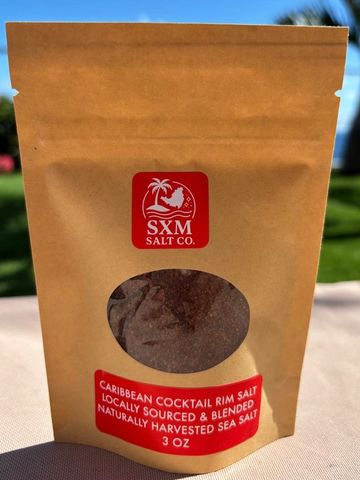 SXM
SALT CO.
CARIBBEAN COCKTAIL RIM SALT
LOCALLY SOURCED & BLENDED
NATURALLY HARVESTED SEA SALT
3 OZ